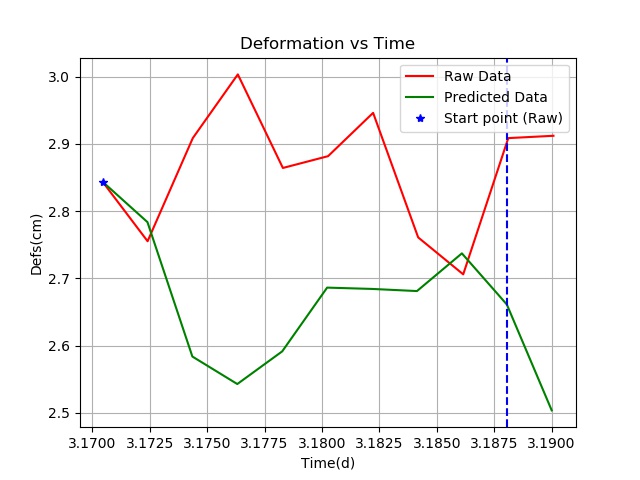 Deformation vs Time
Raw Data
Predicted Data
Start point (Raw)
Defs(cm)
3.0
2.9
2.8
2.7
2.6
2.5
3.1700 3.1725 3.1750 3.1775 3.1800 3.1825 3.1850 3.1875 3.1900
Time(d)